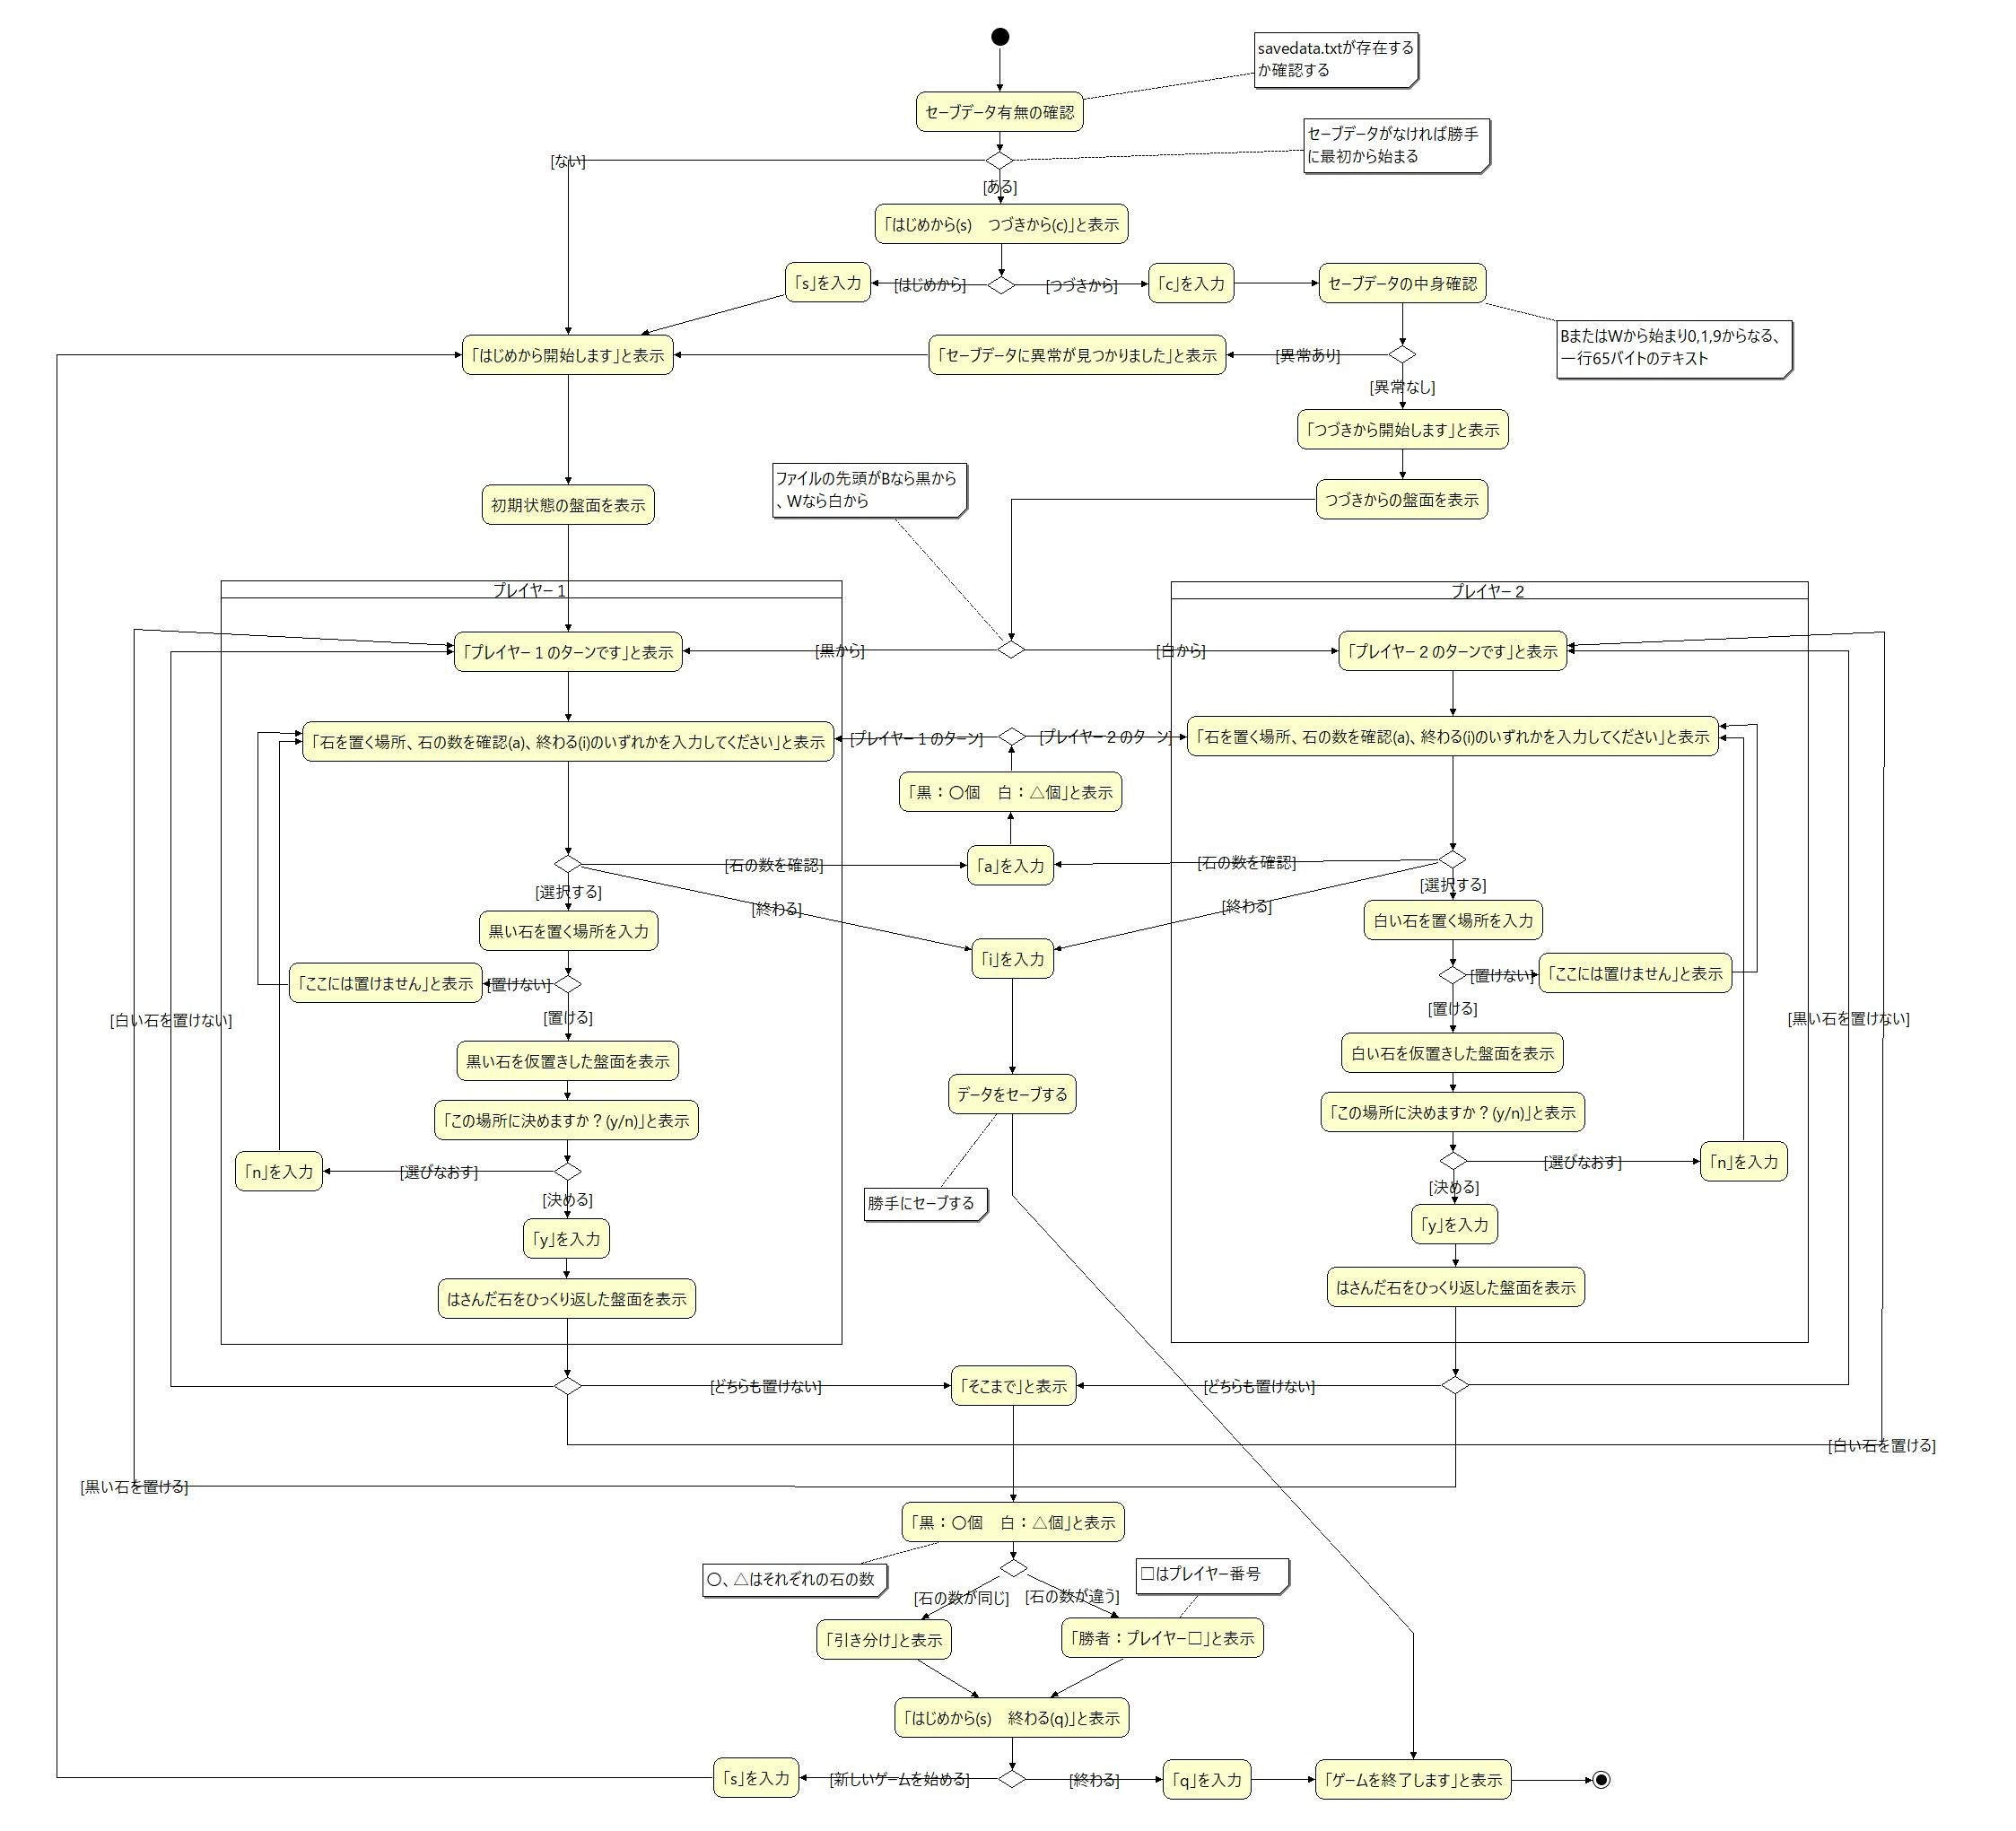 savedata.txtが存在する
か確認する
セーブデータ有無の確認
セーブデータがなければ勝手
に最初から始まる
[ない]
[ある]
「はじめから(s)　つづきから(c)」と表示
「s」を入力
[はじめから]
[つづきから]
「c」を入力
セーブデータの中身確認
BまたはWから始まり0,1,9からなる、
一行65バイトのテキスト
「はじめから開始します」と表示
「セーブデータに異常が見つかりました」と表示
[異常あり]
[異常なし]
「つづきから開始します」と表示
ファイルの先頭がBなら黒から
、Wなら白から
初期状態の盤面を表示
つづきからの盤面を表示
プレイヤー１
プレイヤー２
「プレイヤー１のターンです」と表示
[黒から]
[白から]
「プレイヤー２のターンです」と表示
「石を置く場所、石の数を確認(a)、終わる(i)のいずれかを入力してください」と表示
[プレイヤー１のターン]
[プレイヤー２のターン]
「石を置く場所、石の数を確認(a)、終わる(i)のいずれかを入力してください」と表示
「黒：〇個　白：△個」と表示
[石の数を確認]
「a」を入力
[石の数を確認]
[選択する]
[選択する]
[終わる]
[終わる]
黒い石を置く場所を入力
白い石を置く場所を入力
「i」を入力
「ここには置けません」と表示
[置けない]
[置けない]
「ここには置けません」と表示
[置ける]
[置ける]
[白い石を置けない]
[黒い石を置けない]
黒い石を仮置きした盤面を表示
白い石を仮置きした盤面を表示
データをセーブする
「この場所に決めますか？(y/n)」と表示
「この場所に決めますか？(y/n)」と表示
「n」を入力
[選びなおす]
[選びなおす]
「n」を入力
[決める]
[決める]
勝手にセーブする
「y」を入力
「y」を入力
はさんだ石をひっくり返した盤面を表示
はさんだ石をひっくり返した盤面を表示
[どちらも置けない]
「そこまで」と表示
[どちらも置けない]
[白い石を置ける]
[黒い石を置ける]
「黒：〇個　白：△個」と表示
〇、△はそれぞれの石の数
□はプレイヤー番号
[石の数が同じ]
[石の数が違う]
「引き分け」と表示
「勝者：プレイヤー□」と表示
「はじめから(s)　終わる(q)」と表示
「s」を入力
[新しいゲームを始める]
[終わる]
「q」を入力
「ゲームを終了します」と表示